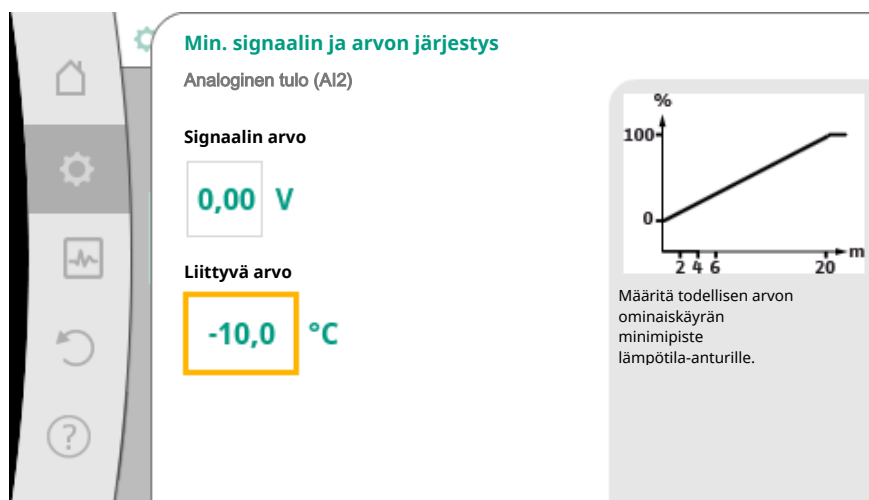 Min. signaalin ja arvon järjestys
Analoginen tulo (AI2)
Signaalin arvo
0,00 V
Liittyvä arvo
-10,0 °C
%
100
0
2 4 6 20 m
Määritä todellisen arvon
ominaiskäyrän
minimipiste
lämpötila-anturille.
?